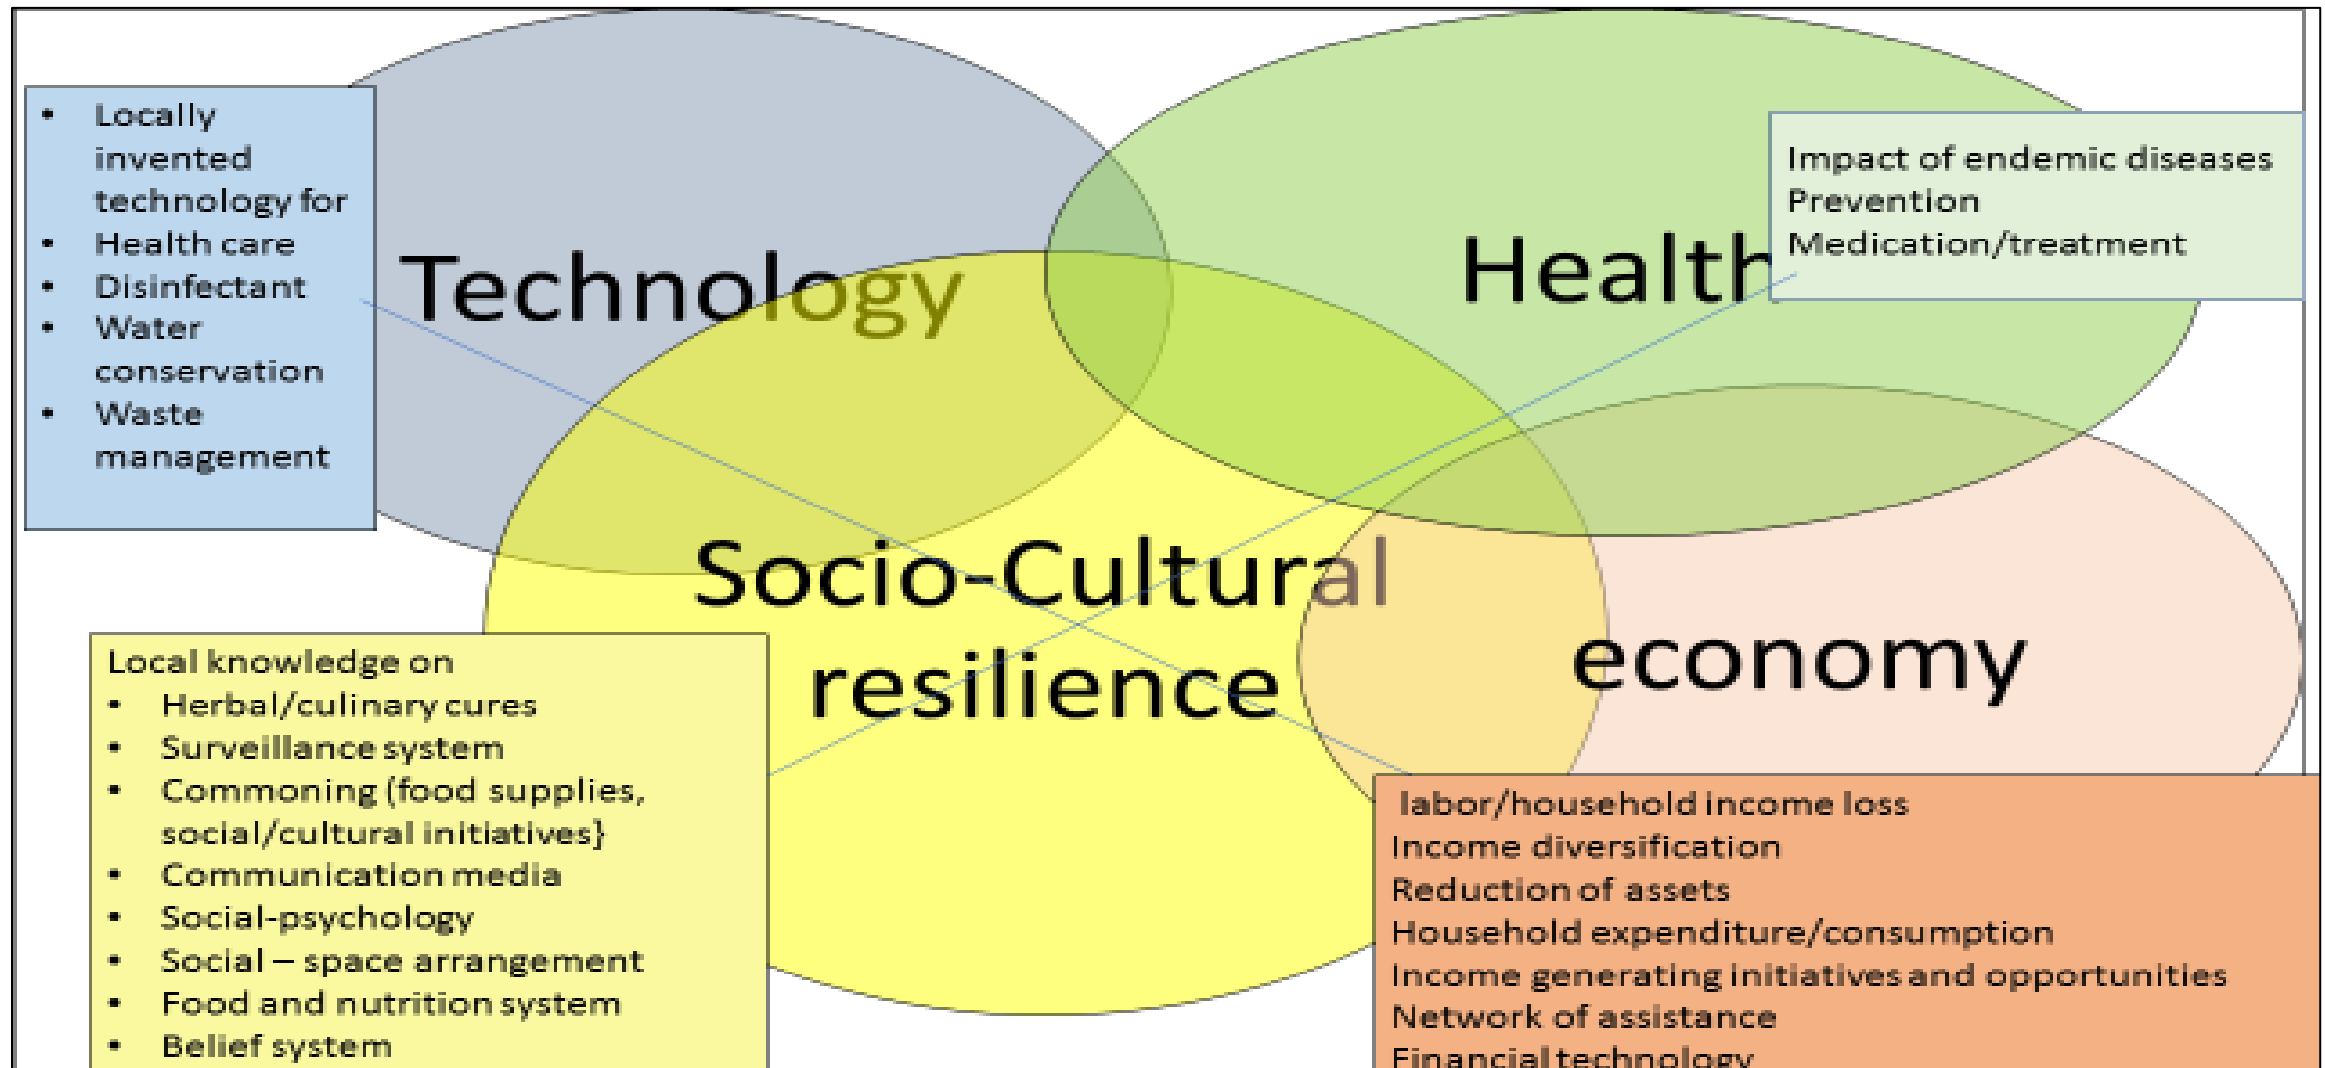 • Locally
invented
technology for
• Health care
• Disinfectant
• Water
conservation
• Waste
management
Technology
Health
Impact of endemic diseases
Prevention
Medication/treatment
Socio-Cultural
resilience
economy
Local knowledge on
• Herbal/culinary cures
• Surveillance system
• Commoning (food supplies,
social/cultural initiatives}
• Communication media
• Social-psychology
• Social – space arrangement
• Food and nutrition system
• Belief system
labor/household income loss
Income diversification
Reduction of assets
Household expenditure/consumption
Income generating initiatives and opportunities
Network of assistance
Financial technology